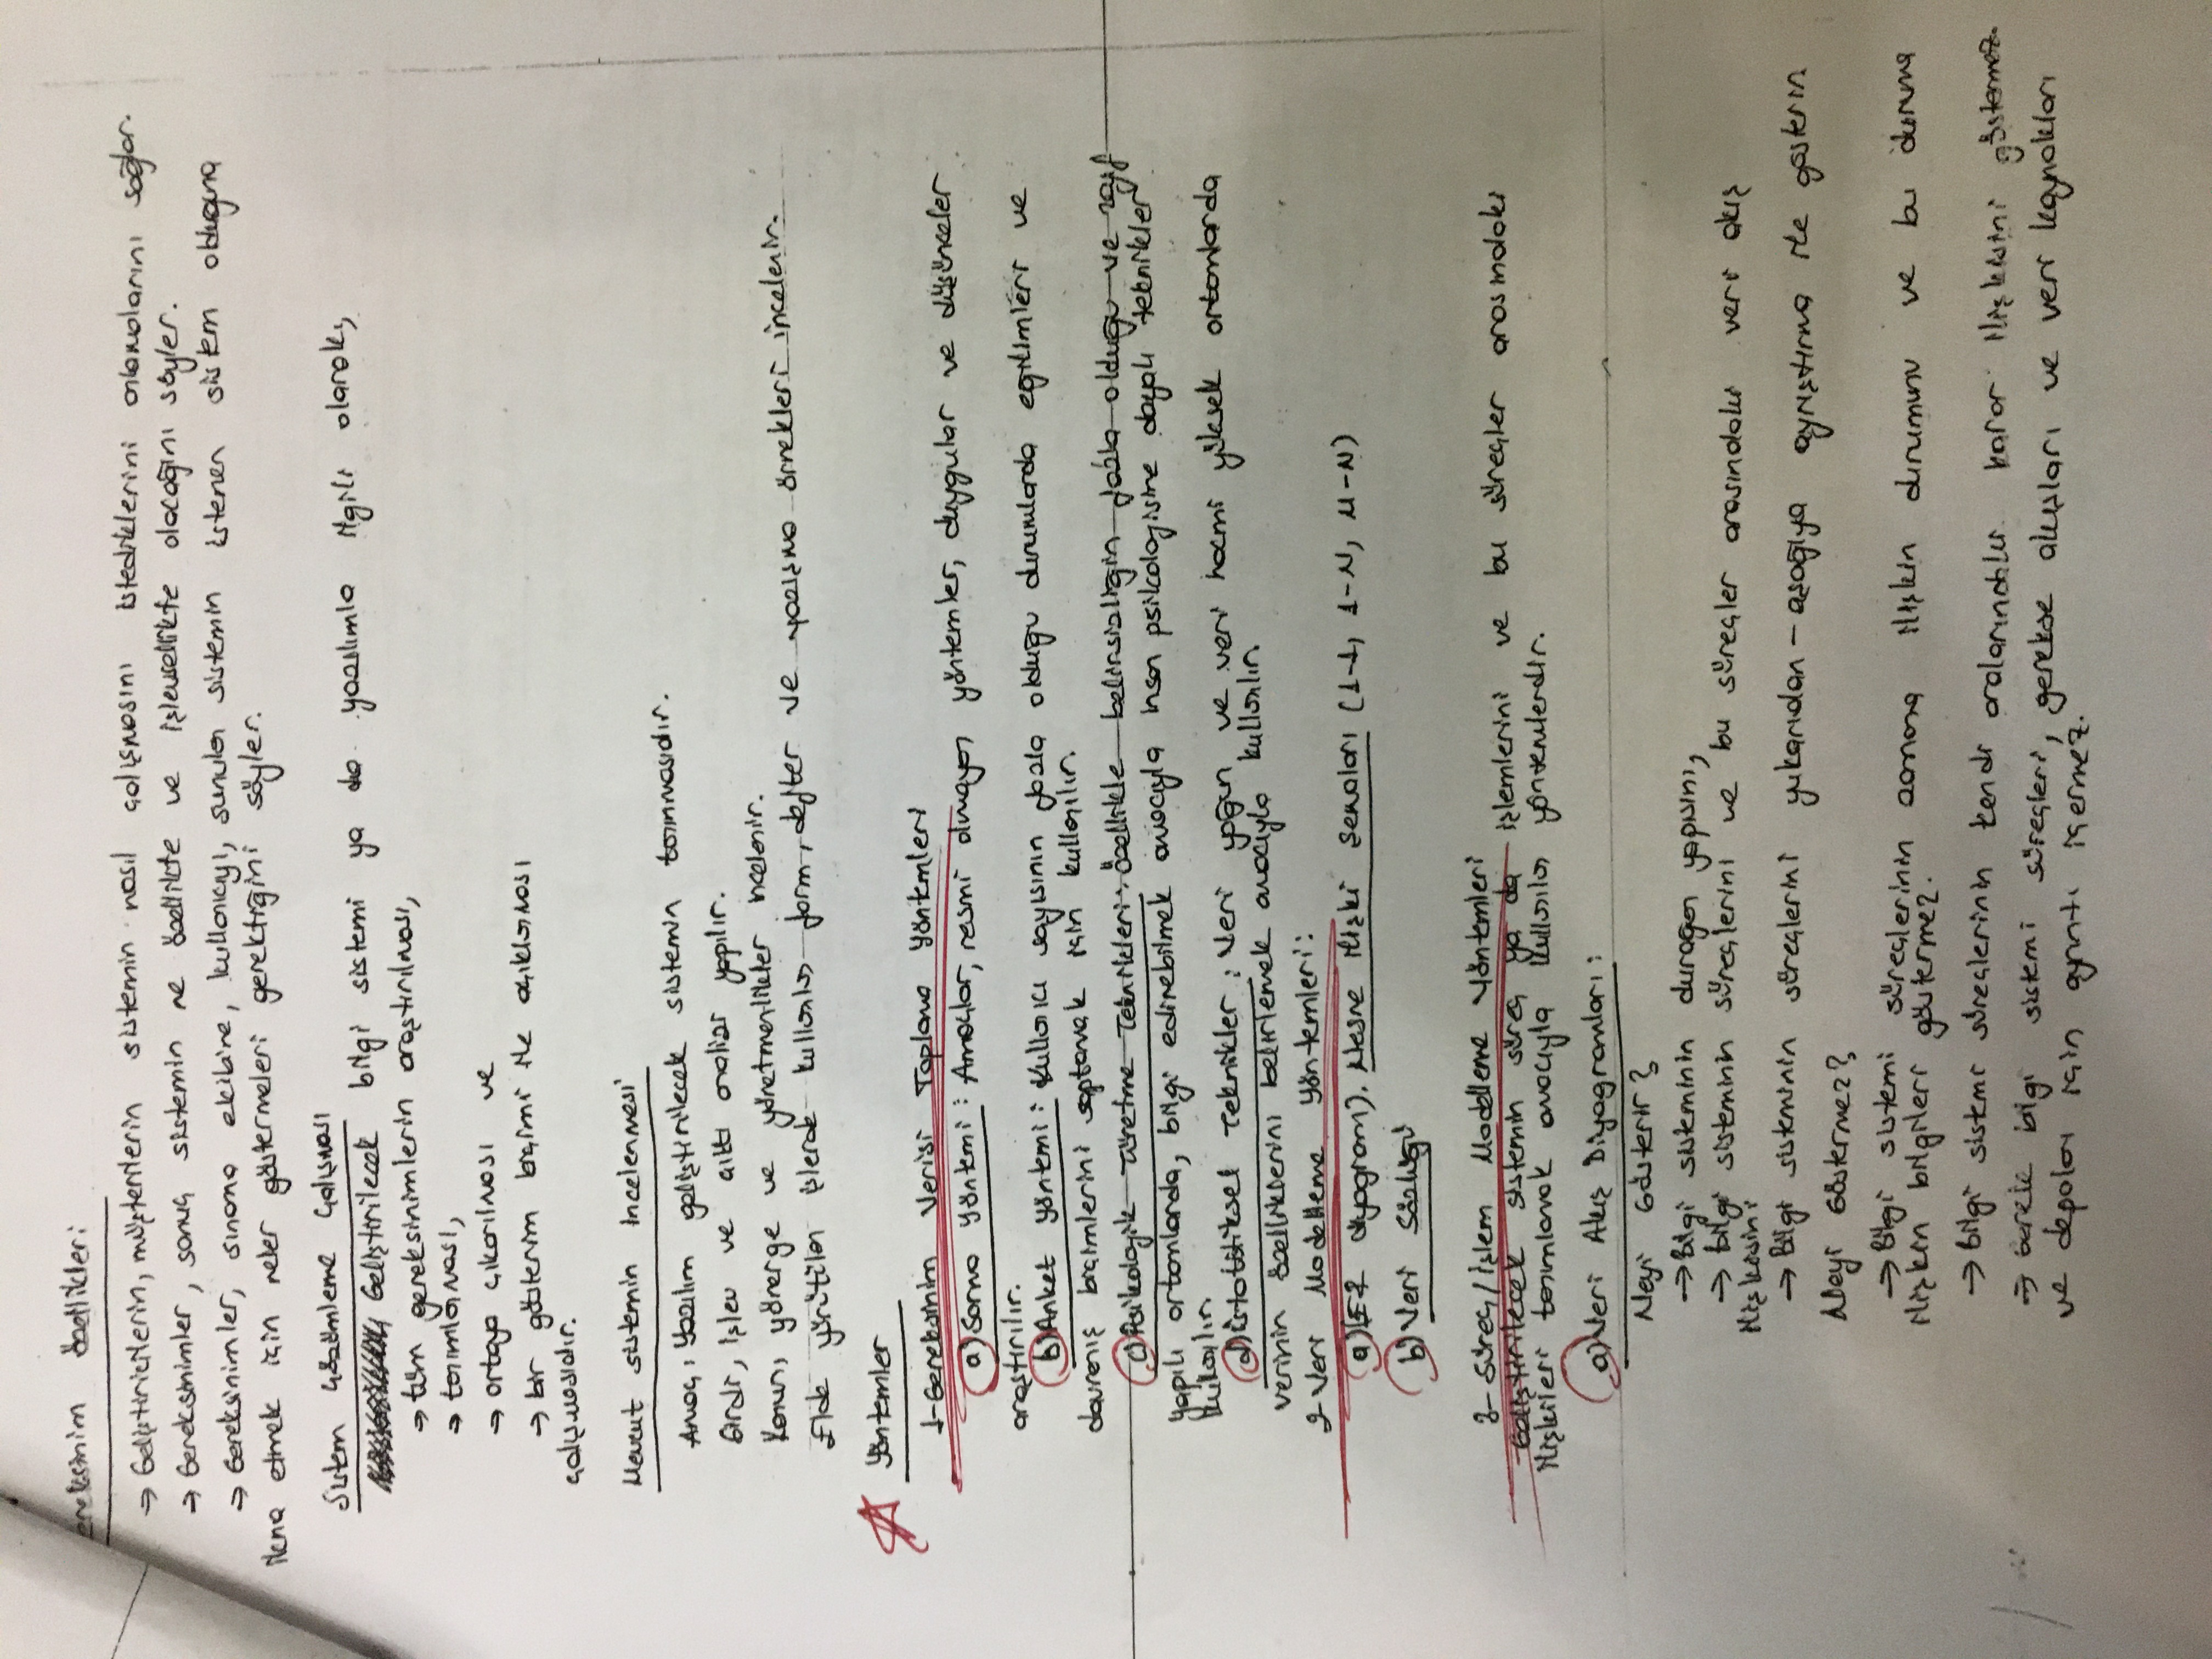 ereksinim özellikleri
→ Geliştiricilerin, müşterilerin sistemin nasıl çalışmasını istediklerini anlamalarını sağlar.
→ Gereksinimler, sonuç sistemin ne özellikte ve işlevsellikte olacağını söyler.
→ Gereksinimler, sınama ekibine, kullanıcıyı, sunulan sistemin istenen sistem olduğuna
ikna etmek için neler göstermeleri gerektiğini söyler.
Sistem Çözümleme Çalışması
Geliştirilecek bilgi sistemi ya da yazılımla ilgili olarak,
→ tüm gereksinimlerin araştırılması,
→ tanımlanması,
→ ortaya çıkarılması ve
→ bir gösterim biçimi ile açıklanması
çalışmasıdır.
Mevcut sistemin incelenmesi
Amaç, Yazılım geliştirilecek sistemin tanınmasıdır.
Girdi, işlev ve çıktı analizi yapılır.
Kanun, yönerge ve yönetmenlikler incelenir.
Elde yürütülen işlerde kullanılan form, defter ve yazışma örnekleri incelenir.
Yöntemler
1-Gereksinim Verisi Toplama Yöntemleri
a) Sorma Yöntemi: Amaçlar, resmi olmayan yöntemler, duygular ve düşünceler
araştırılır.
b) Anket Yöntemi: Kullanıcı sayısının fazla olduğu durumlarda eğilimleri ve
davranış biçimlerini saptamak için kullanılır.
c) Psikolojik Türetme Teknikleri: özellikle belirsizliğin fazla olduğu ve zayıf
yapılı ortamlarda, bilgi edinebilmek amacıyla insan psikolojisine dayalı teknikler
kullanılır.
d) İstatistiksel Teknikler: Veri yoğun ve veri hacmi yüksek ortamlarda
verinin özelliklerini belirlemek amacıyla kullanılır.
2-Veri Modelleme Yöntemleri:
a) (ER diyagram). Nesne İlişki Şemaları (1-1, 1-N, M-N)
b) Veri Sözlüğü
3- Süreç/işlem Modelleme Yöntemleri
Geliştirilecek sistemin süreç ya da işlemlerini ve bu süreçler arasındaki
ilişkileri tanımlamak amacıyla kullanılan yöntemlerdir.
a) Veri Akış Diyagramları:
Neyi Gösterir?
→ Bilgi sisteminin durağan yapısını,
→ bilgi sisteminin süreçlerini ve bu süreçler arasındaki veri akış
ilişkisini
→ Bilgi sisteminin süreçlerini yukarıdan-aşağıya ayrıştırma ile gösterir.
Neyi Göstermez?
→ Bilgi sistemi süreçlerinin zamana ilişkin durumunu ve bu duruma
ilişkin bilgileri göstermez.
→ bilgi sistemi süreçlerinin kendi aralarındaki karar ilişkisini göstermez.
→ Gerek bilgi sistemi süreçleri, gerekse akışları ve veri kaynakları
ve depoları için ayrıntı içermez.